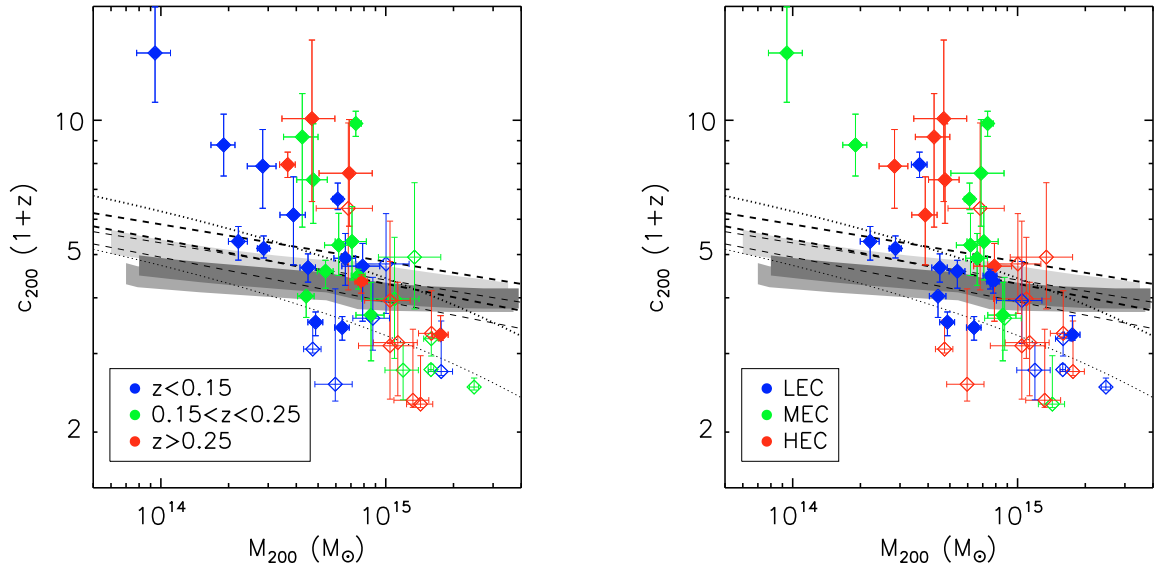 10
5
2
c₂₀₀ (1+z)
z<0.15
0.15<z<0.25
z>0.25
10¹⁴
10¹⁵
M₂₀₀ (M☉)
10
5
2
c₂₀₀ (1+z)
LEC
MEC
HEC
10¹⁴
10¹⁵
M₂₀₀ (M☉)